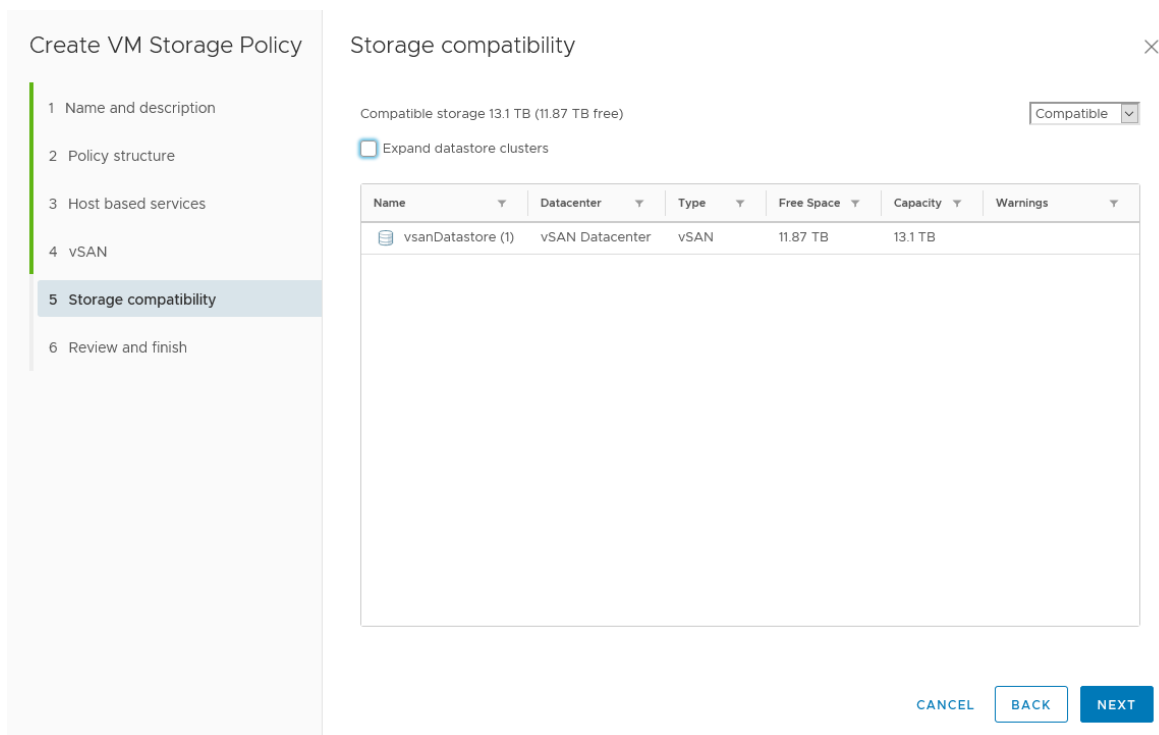 Create VM Storage Policy
1 Name and description
2 Policy structure
3 Host based services
4 vSAN
5 Storage compatibility
6 Review and finish
Storage compatibility
Compatible storage 13.1 TB (11.87 TB free)
Compatible
Expand datastore clusters
Name Datacenter Type Free Space Capacity Warnings
vsanDatastore (1) vSAN Datacenter vSAN 11.87 TB 13.1 TB
CANCEL BACK NEXT